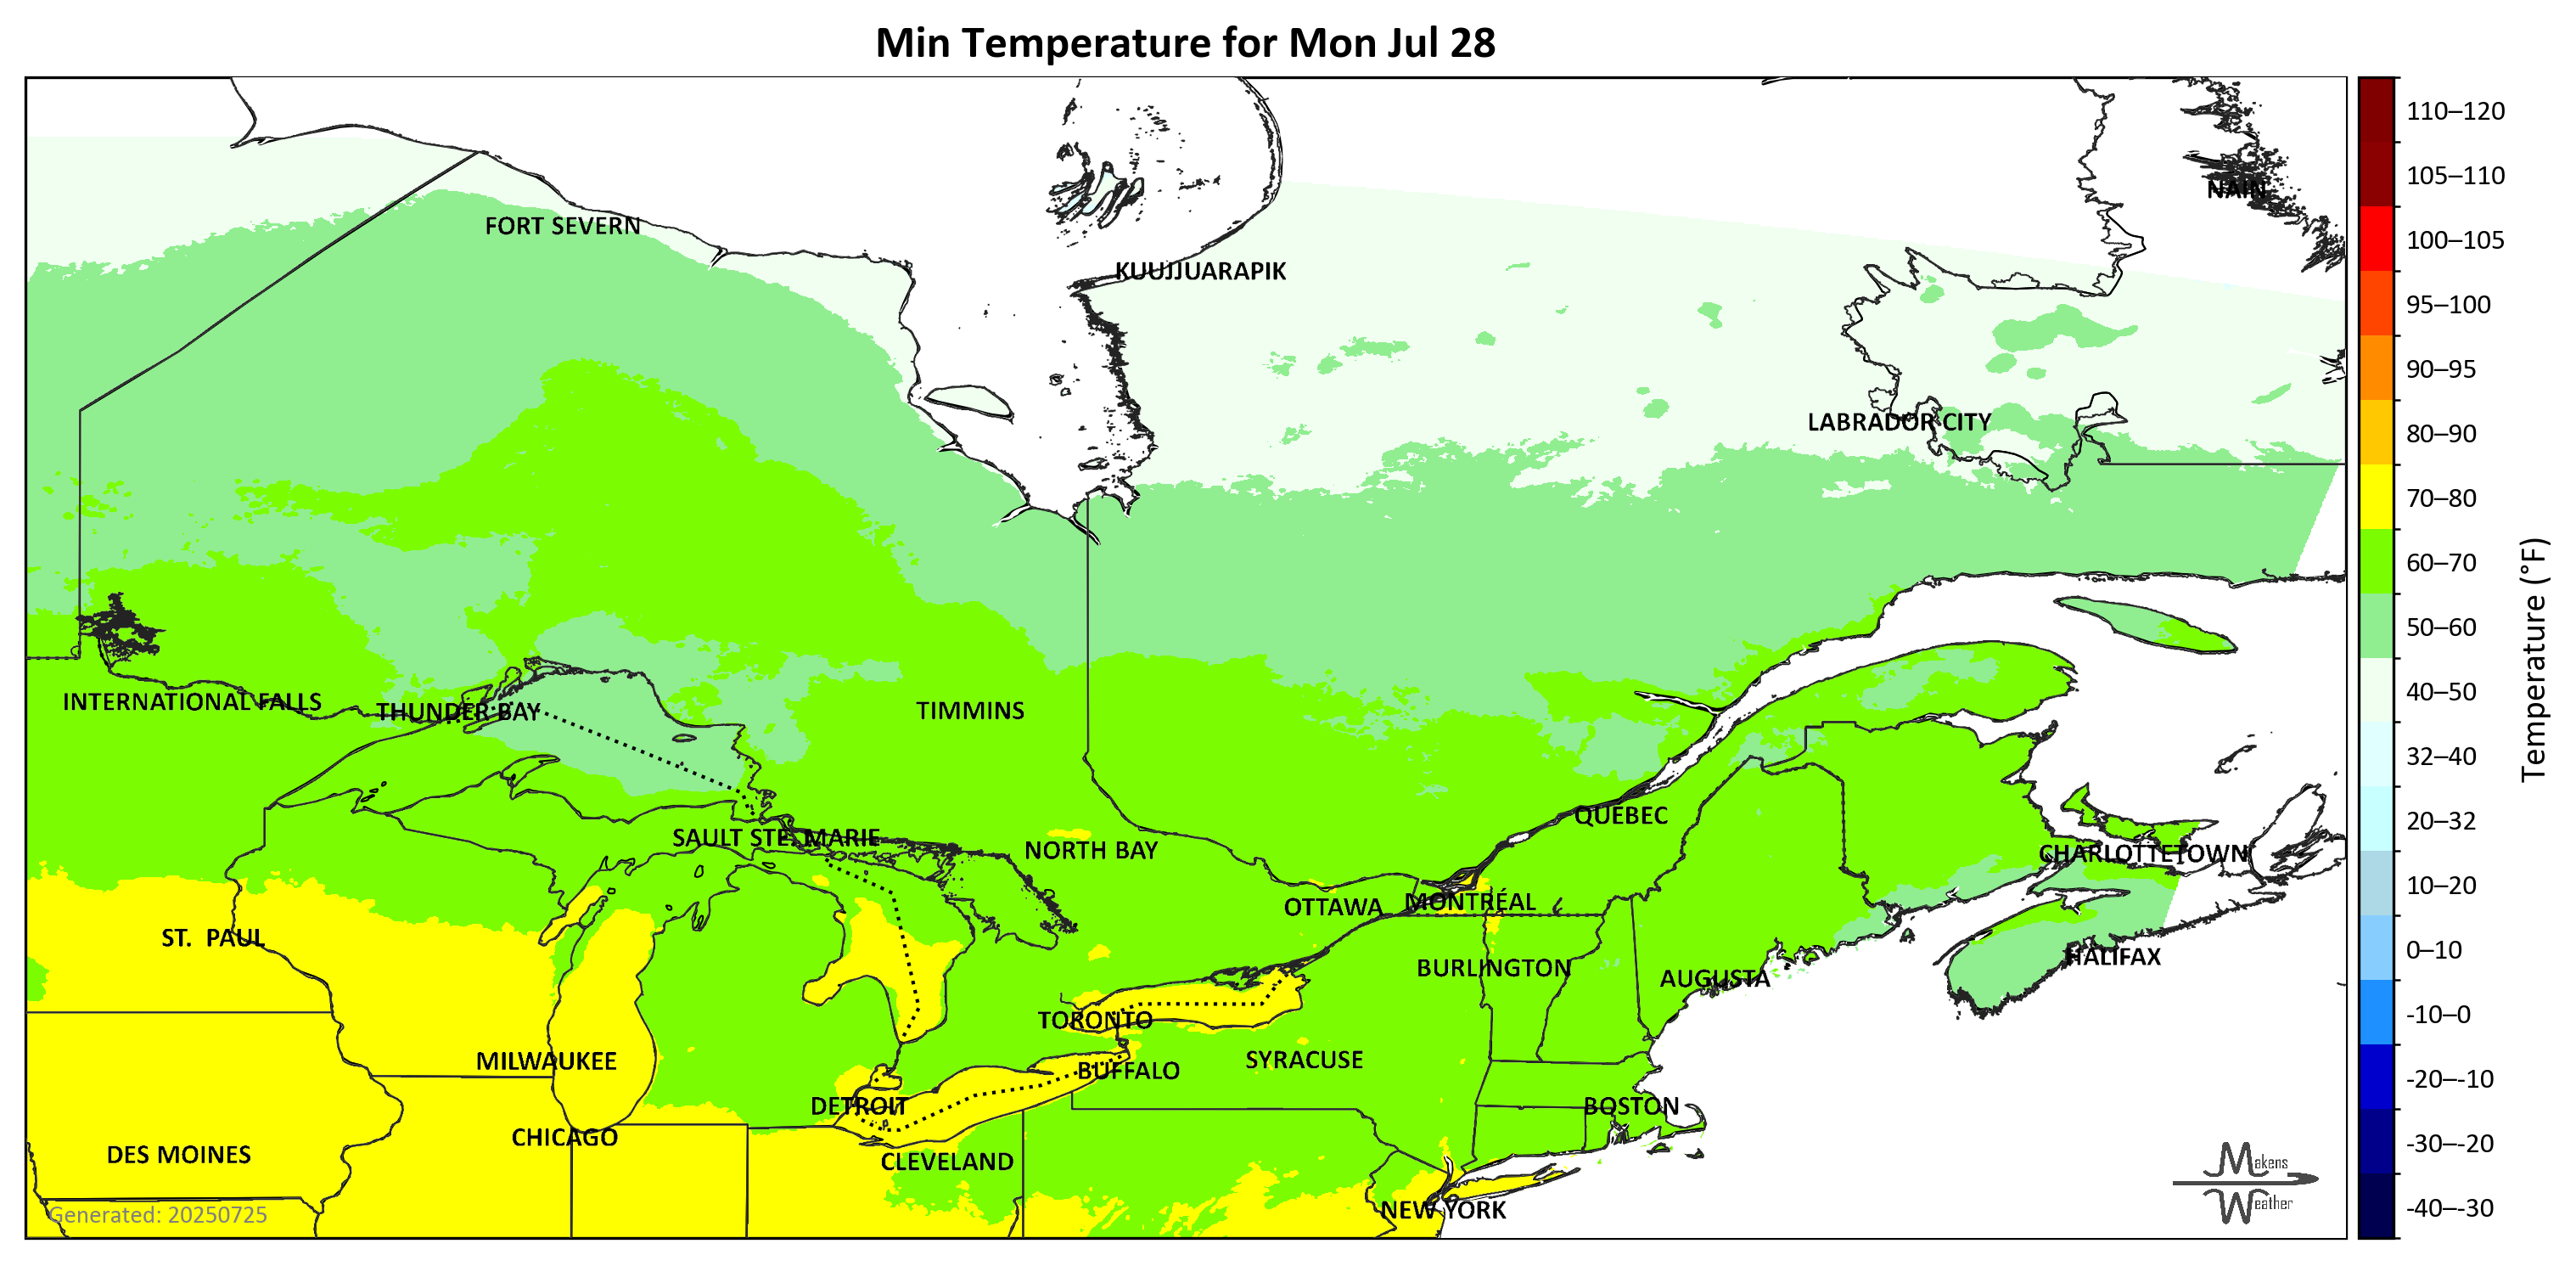 Min Temperature for Mon Jul 28
110–120
105–110
100–105
95–100
90–95
80–90
70–80
60–70
50–60
40–50
32–40
20–32
10–20
0–10
-10–0
-20–-10
-30–-20
-40–-30
Temperature (°F)
NAIN
FORT SEVERN
KUUJJUARAPIK
LABRADOR CITY
INTERNATIONAL FALLS
THUNDER BAY
TIMMINS
QUÉBEC
SAULT STE. MARIE
NORTH BAY
CHARLOTTETOWN
OTTAWA
MONTRÉAL
ST. PAUL
HALIFAX
BURLINGTON
AUGUSTA
TORONTO
MILWAUKEE
SYRACUSE
BUFFALO
DETROIT
BOSTON
CHICAGO
DES MOINES
CLEVELAND
NEW YORK
Makens
Weather
Generated: 20250725